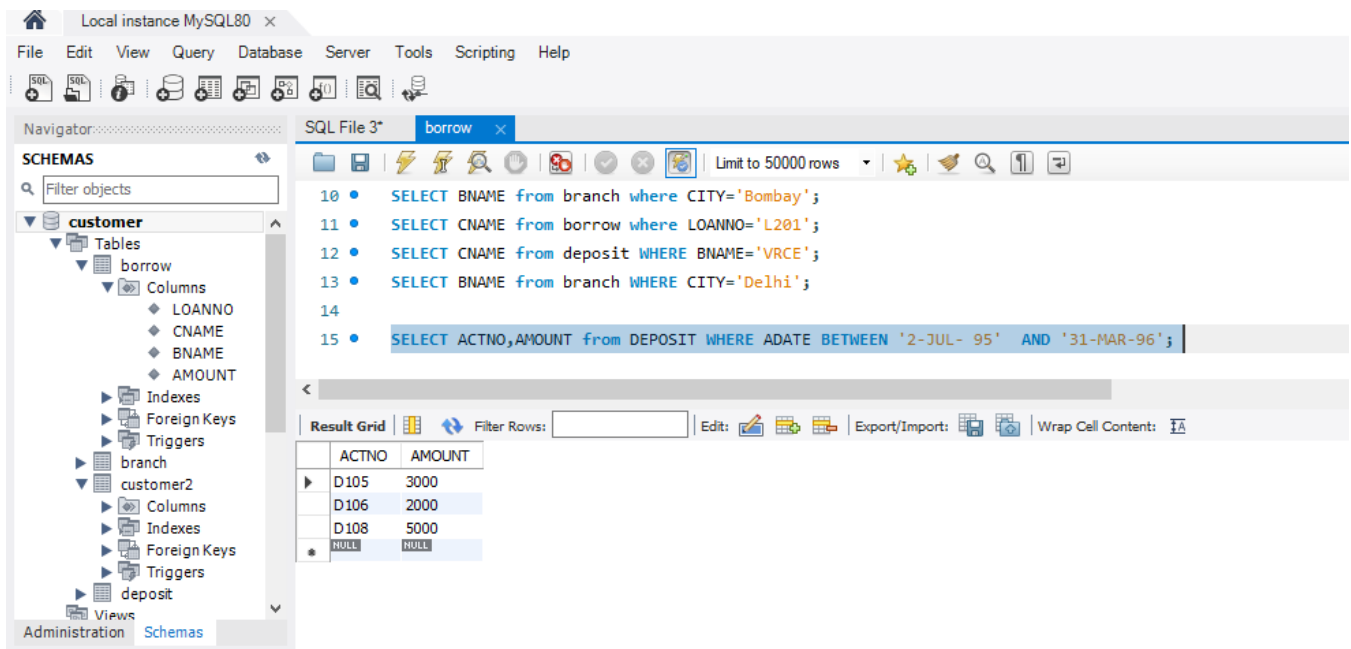 Local instance MySQL80 ×
File Edit View Query Database Server Tools Scripting Help
Navigator
SCHEMAS
Filter objects
customer
Tables
borrow
Columns
LOANNO
CNAME
BNAME
AMOUNT
Indexes
Foreign Keys
Triggers
branch
customer2
Columns
Indexes
Foreign Keys
Triggers
deposit
Views
Administration Schemas
SQL File 3* borrow ×
Limit to 50000 rows
10 SELECT BNAME from branch where CITY='Bombay';
11 SELECT CNAME from borrow where LOANNO='L201';
12 SELECT CNAME from deposit WHERE BNAME='VRCE';
13 SELECT BNAME from branch WHERE CITY='Delhi';
14
15 SELECT ACTNO,AMOUNT from DEPOSIT WHERE ADATE BETWEEN '2-JUL- 95'  AND '31-MAR-96';
Result Grid Filter Rows: Edit: Export/Import: Wrap Cell Content: IA
ACTNO AMOUNT
D105 3000
D106 2000
D108 5000
NULL NULL